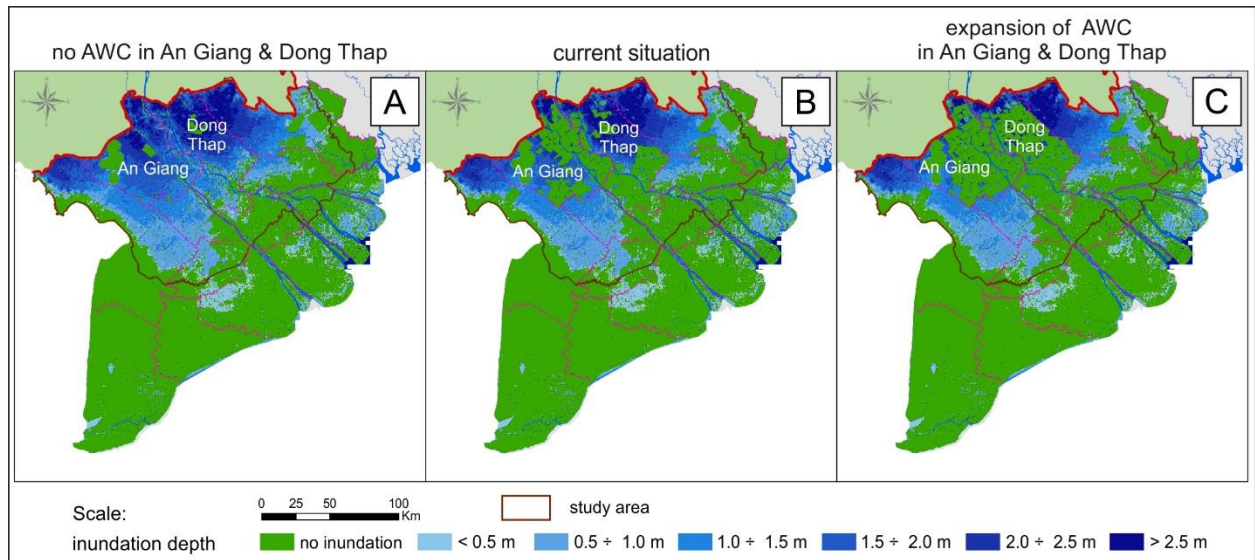 no AWC in An Giang & Dong Thap
current situation
expansion of AWC
in An Giang & Dong Thap
A
Dong
Thap
An Giang
B
Dong
Thap
An Giang
C
Dong
Thap
An Giang
Scale:
0 25 50 100
Km
study area
inundation depth
no inundation
< 0.5 m
0.5 ÷ 1.0 m
1.0 ÷ 1.5 m
1.5 ÷ 2.0 m
2.0 ÷ 2.5 m
> 2.5 m